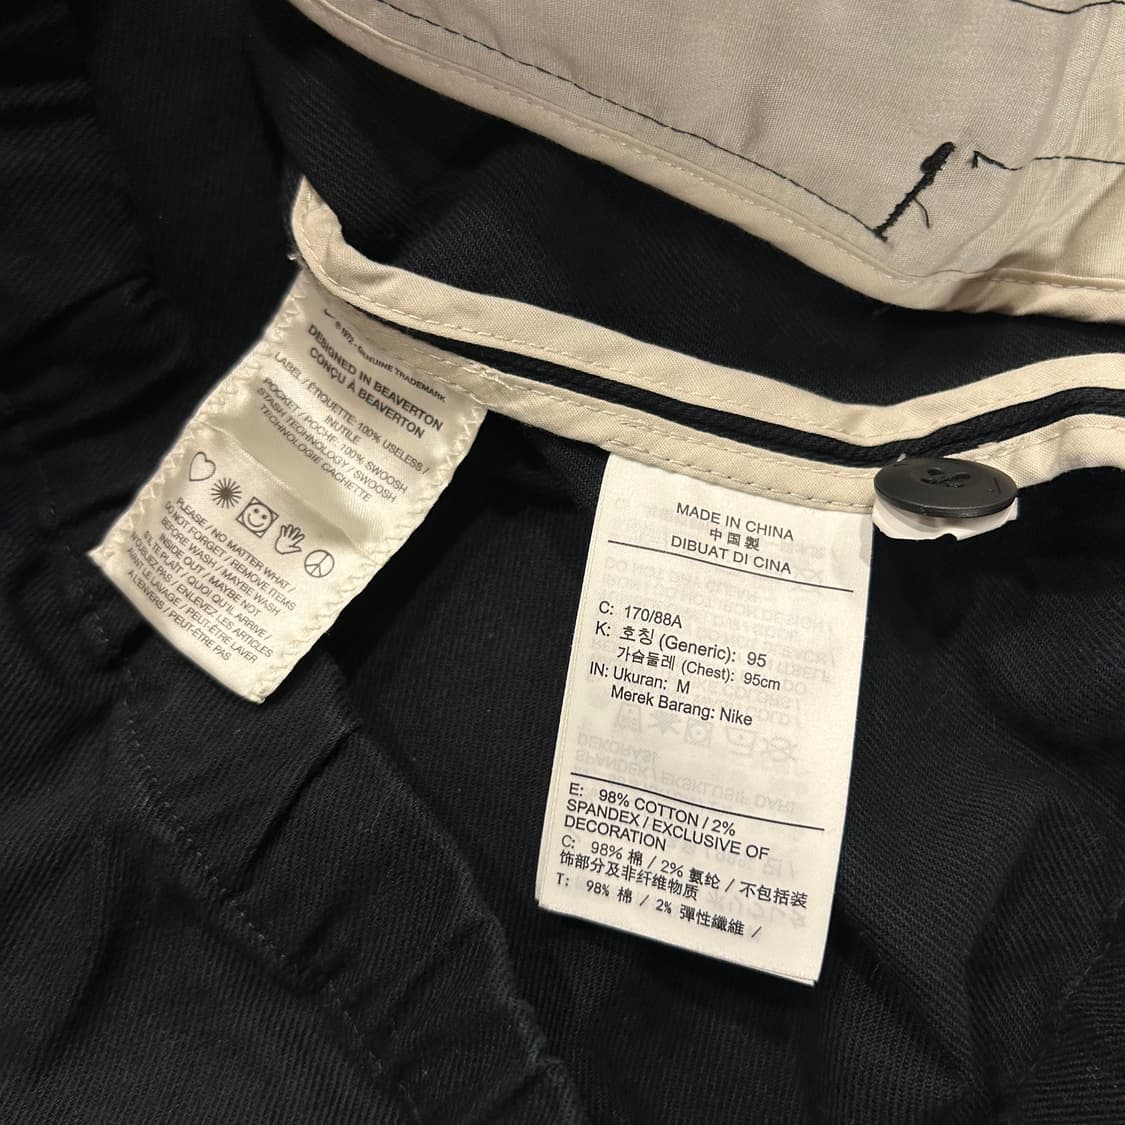 © 1972 - GENUINE TRADEMARK
DESIGNED IN BEAVERTON
CONÇU À BEAVERTON
LABEL / ÉTIQUETTE 100% USELESS /
INUTILE
POCKET / POCHE 100% SWOOSH
STASH TECHNOLOGY / SWOOSH
TECHNOLOGIE CACHETTE
PLEASE / NO MATTER WHAT /
DO NOT FORGET / REMOVE ITEMS
BEFORE WASH / MAYBE WASH
INSIDE OUT / MAYBE NOT
S'IL TE PLAÎT / QUOI QU'IL ARRIVE /
N'OUBLIEZ PAS / ENLEVEZ LES ARTICLES
AVANT LE LAVAGE / PEUT-ÊTRE LAVER
À L'ENVERS / PEUT-ÊTRE PAS
MADE IN CHINA
中国製
DIBUAT DI CINA
C: 170/88A
K: 호칭 (Generic): 95
가슴둘레 (Chest): 95cm
IN: Ukuran: M
Merek Barang: Nike
E: 98% COTTON / 2%
SPANDEX / EXCLUSIVE OF
DECORATION
C: 98% 棉 / 2% 氨纶 / 不包括装
饰部分及非纤维物质
T: 98% 棉 / 2% 彈性纖維 /